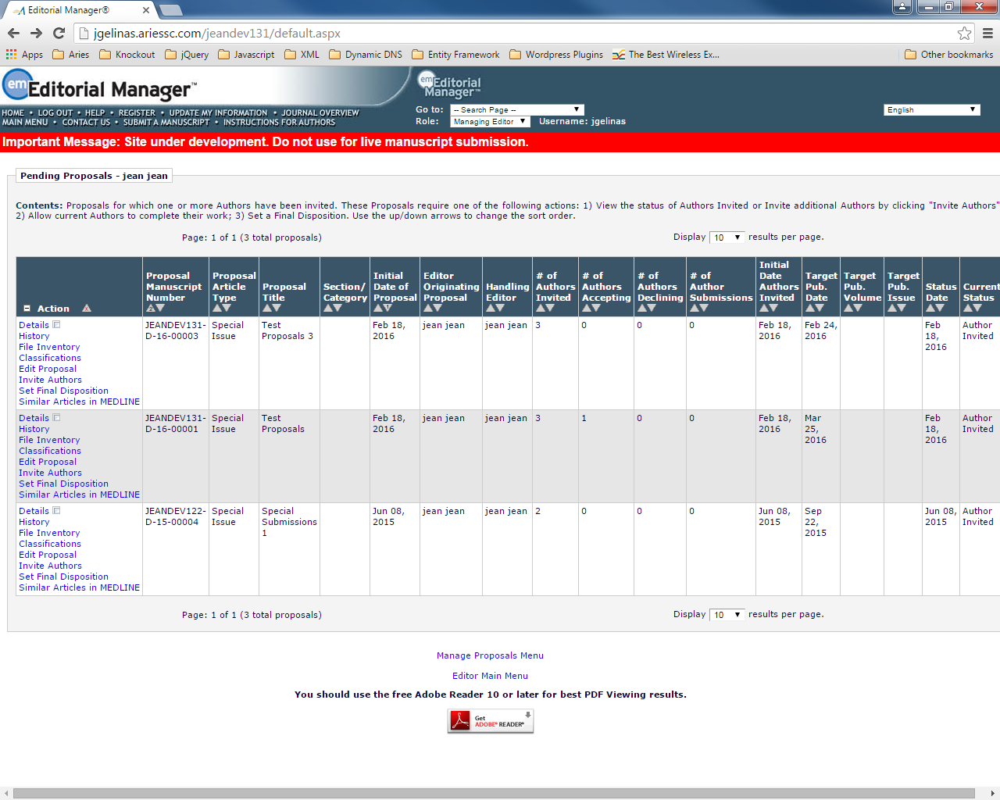 Editorial Manager®
jgelinas.ariessc.com/jeandev131/default.aspx
Apps Aries Knockout jQuery Javascript XML Dynamic DNS Entity Framework Wordpress Plugins The Best Wireless Ex... Other bookmarks
em Editorial Manager™
em Editorial Manager™
HOME • LOG OUT • HELP • REGISTER • UPDATE MY INFORMATION • JOURNAL OVERVIEW
MAIN MENU • CONTACT US • SUBMIT A MANUSCRIPT • INSTRUCTIONS FOR AUTHORS
Go to: -- Search Page -- English
Role: Managing Editor Username: jgelinas
Important Message: Site under development. Do not use for live manuscript submission.
Pending Proposals - jean jean
Contents: Proposals for which one or more Authors have been invited. These Proposals require one of the following actions: 1) View the status of Authors Invited or Invite additional Authors by clicking "Invite Authors"
2) Allow current Authors to complete their work; 3) Set a Final Disposition. Use the up/down arrows to change the sort order.
Page: 1 of 1 (3 total proposals) Display 10 results per page.
Action
Proposal Manuscript Number
Proposal Article Type
Proposal Title
Section/ Category
Initial Date of Proposal
Editor Originating Proposal
Handling Editor
# of Authors Invited
# of Authors Accepting
# of Authors Declining
# of Author Submissions
Initial Date Authors Invited
Target Pub. Date
Target Pub. Volume
Target Pub. Issue
Status Date
Current Status
Details
History
File Inventory
Classifications
Edit Proposal
Invite Authors
Set Final Disposition
Similar Articles in MEDLINE
JEANDEV131-D-16-00003
Special Issue
Test Proposals 3
Feb 18, 2016
jean jean
jean jean
3
0
0
0
Feb 18, 2016
Feb 24, 2016
Feb 18, 2016
Author Invited
Details
History
File Inventory
Classifications
Edit Proposal
Invite Authors
Set Final Disposition
Similar Articles in MEDLINE
JEANDEV131-D-16-00001
Special Issue
Test Proposals
Feb 18, 2016
jean jean
jean jean
3
1
0
0
Feb 18, 2016
Mar 25, 2016
Feb 18, 2016
Author Invited
Details
History
File Inventory
Classifications
Edit Proposal
Invite Authors
Set Final Disposition
Similar Articles in MEDLINE
JEANDEV122-D-15-00004
Special Issue
Special Submissions 1
Jun 08, 2015
jean jean
jean jean
2
0
0
0
Jun 08, 2015
Sep 22, 2015
Jun 08, 2015
Author Invited
Page: 1 of 1 (3 total proposals) Display 10 results per page.
Manage Proposals Menu
Editor Main Menu
You should use the free Adobe Reader 10 or later for best PDF Viewing results.
Get
ADOBE® READER®